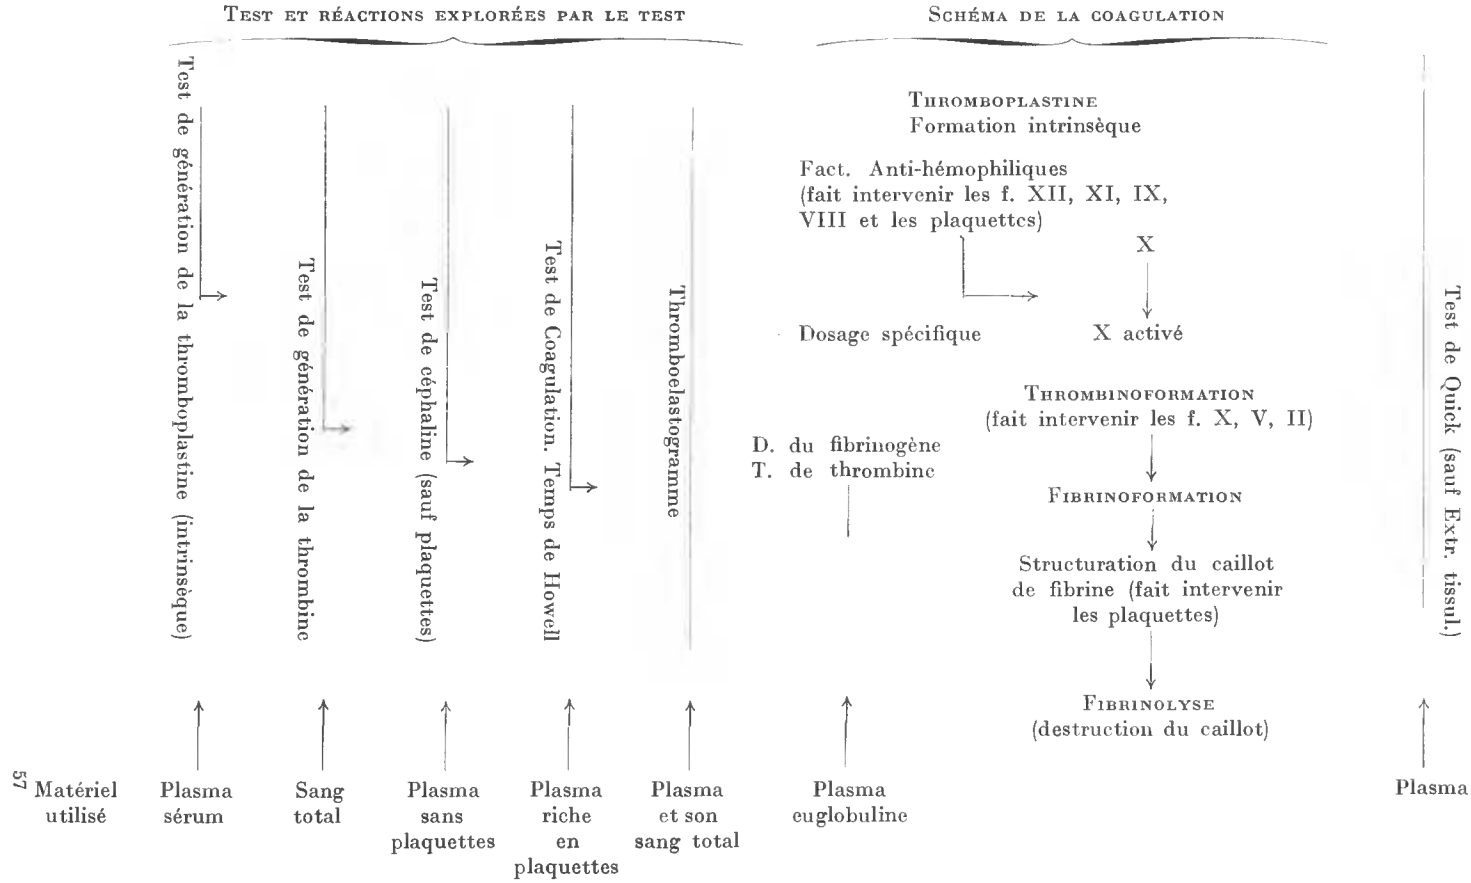 TEST ET RÉACTIONS EXPLORÉES PAR LE TEST
Test de génération de la thromboplastine (intrinsèque)
Test de génération de la thrombine
Test de céphaline (sauf plaquettes)
Test de Coagulation. Temps de Howell
Thromboelastogramme
SCHÉMA DE LA COAGULATION
THROMBOPLASTINE
Formation intrinsèque
Fact. Anti-hémophiliques
(fait intervenir les f. XII, XI, IX,
VIII et les plaquettes)
X
Dosage spécifique
X activé
THROMBINOFORMATION
(fait intervenir les f. X, V, II)
D. du fibrinogène
T. de thrombine
FIBRINOFORMATION
Structuration du caillot
de fibrine (fait intervenir
les plaquettes)
FIBRINOLYSE
(destruction du caillot)
Test de Quick (sauf Extr. tissul.)
57
Matériel
utilisé
Plasma
sérum
Sang
total
Plasma
sans
plaquettes
Plasma
riche
en
plaquettes
Plasma
et son
sang total
Plasma
euglobuline
Plasma